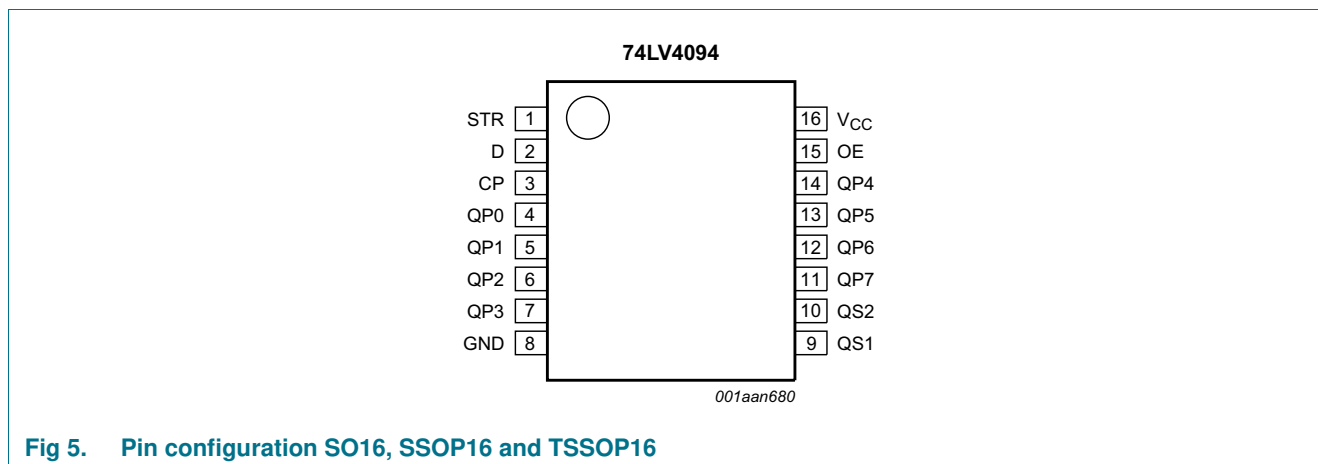 74LV4094
STR 1 16 VCC
D 2 15 OE
CP 3 14 QP4
QP0 4 13 QP5
QP1 5 12 QP6
QP2 6 11 QP7
QP3 7 10 QS2
GND 8 9 QS1
001aan680
Fig 5. Pin configuration SO16, SSOP16 and TSSOP16